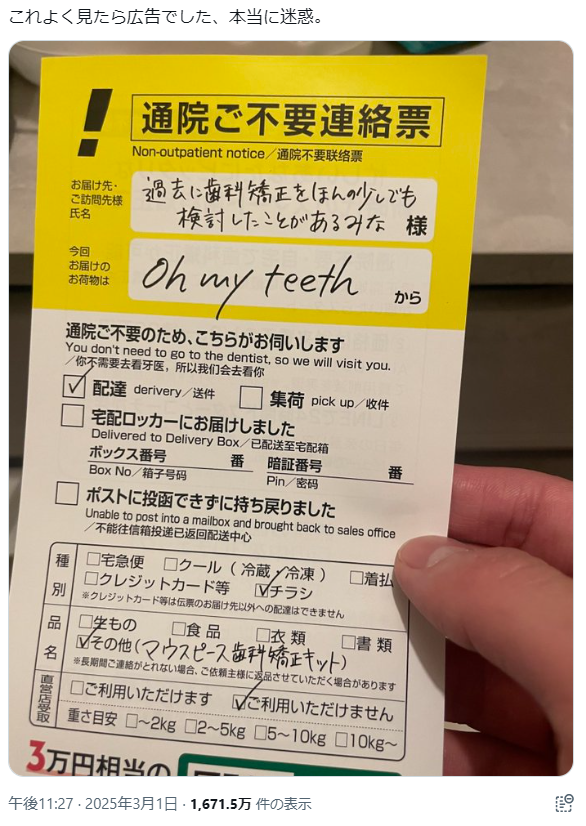 これよく見たら広告でした、本当に迷惑。
! 通院ご不要連絡票
Non-outpatient notice／通院不要联络票
お届け先・
ご訪問先様
氏名
過去に歯科矯正をほんの少しでも
検討したことがあるみな 様
今回
お届けの
お荷物は
Oh my teeth から
通院ご不要のため、こちらがお伺いします
You don't need to go to the dentist, so we will visit you.
／你不需要去看牙医，所以我们会去看你
配達 derivery／送件 集荷 pick up／收件
宅配ロッカーにお届けしました
Delivered to Delivery Box／已配送至宅配箱
ボックス番号 番 暗証番号 番
Box No／箱子号码 Pin／密码
ポストに投函できずに持ち戻りました
Unable to post into a mailbox and brought back to sales office
／不能往信箱投递已返回配送中心
種別
宅急便 クール（冷蔵／冷凍） 着払
クレジットカード等 チラシ
※クレジットカード等は伝票のお届け先以外への配達はできません
品名
生もの 食品 衣類 書類
その他(マウスピース歯科矯正キット)
※長期間ご連絡がとれない場合、ご依頼主様に返品させていただく場合があります
直営店受取
ご利用いただけます ご利用いただけません
重さ目安 〜2kg 2〜5kg 5〜10kg 10kg〜
3万円相当の
午後11:27 · 2025年3月1日 · 1,671.5万 件の表示